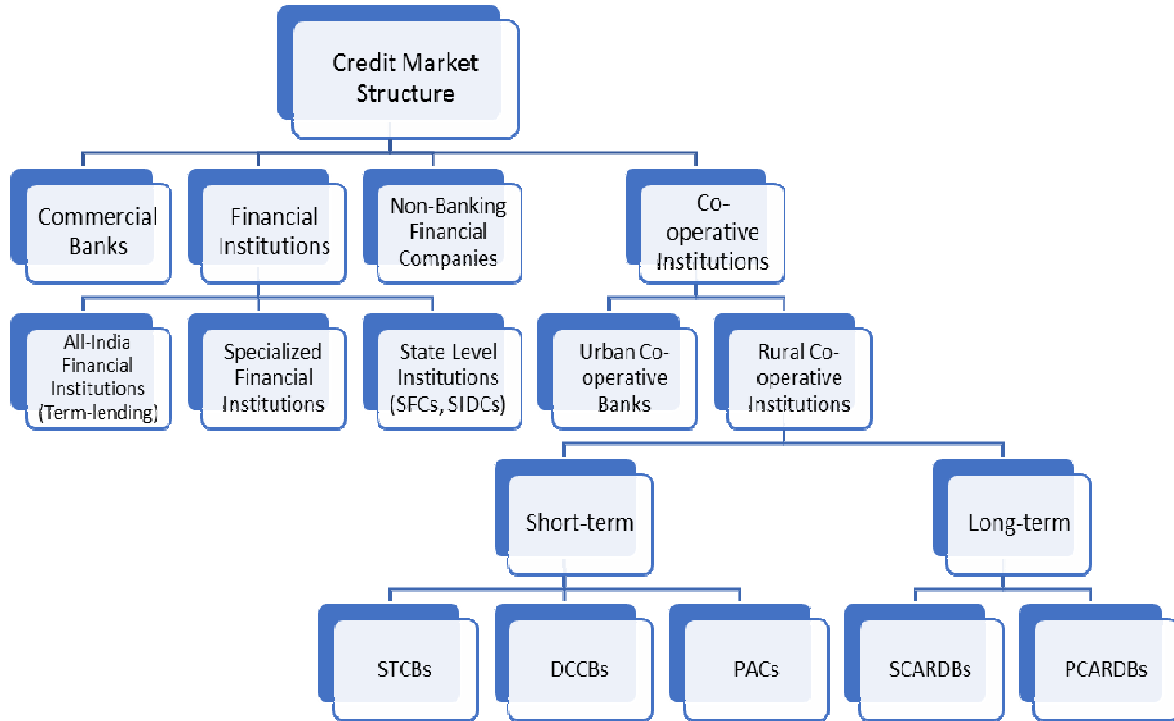 Credit Market
Structure
Commercial
Banks
Financial
Institutions
Non-Banking
Financial
Companies
Co-
operative
Institutions
All-India
Financial
Institutions
(Term-lending)
Specialized
Financial
Institutions
State Level
Institutions
(SFCs, SIDCs)
Urban Co-
operative
Banks
Rural Co-
operative
Institutions
Short-term
Long-term
STCBs
DCCBs
PACs
SCARDBs
PCARDBs